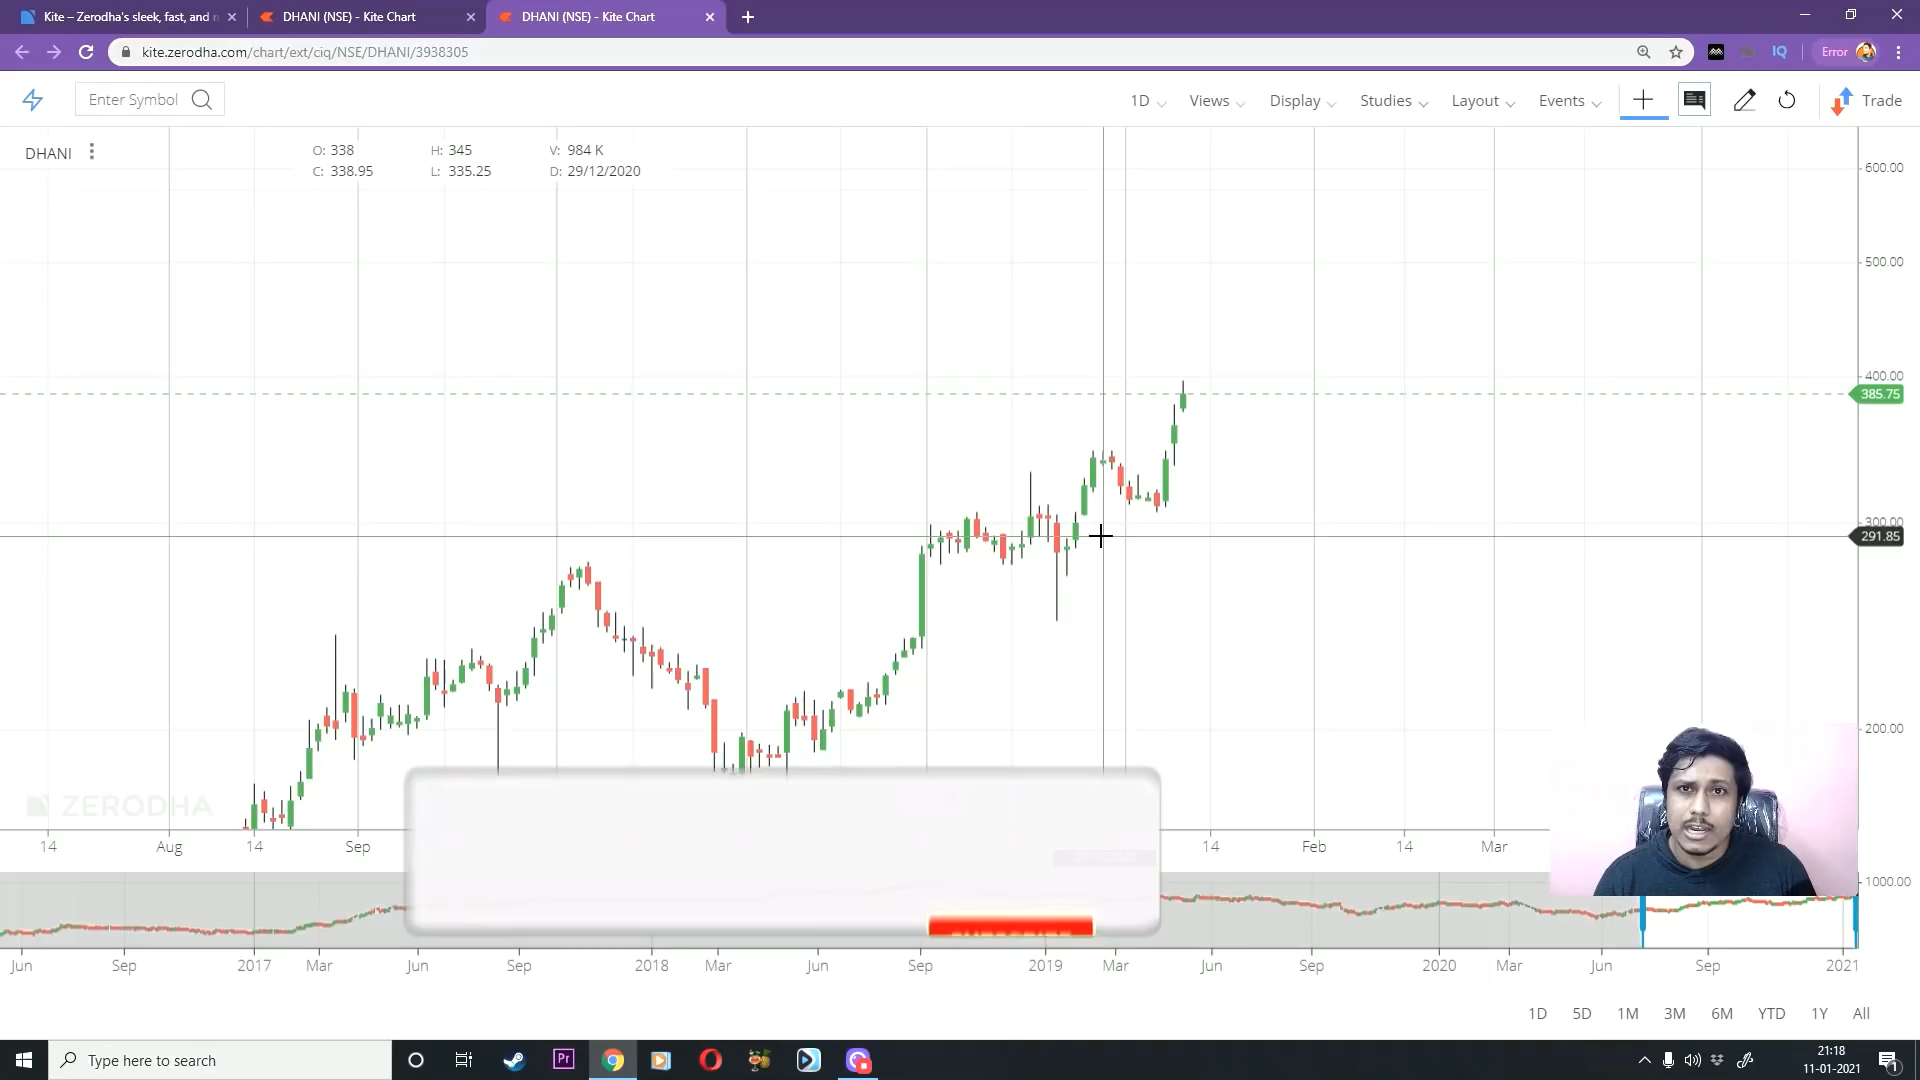 Kite – Zerodha's sleek, fast, and
DHANI (NSE) - Kite Chart
DHANI (NSE) - Kite Chart
kite.zerodha.com/chart/ext/ciq/NSE/DHANI/3938305
IQ
Error
Enter Symbol
1D
Views
Display
Studies
Layout
Events
Trade
DHANI
O: 338
H: 345
V: 984 K
C: 338.95
L: 335.25
D: 29/12/2020
600.00
500.00
400.00
385.75
300.00
291.85
200.00
ZERODHA
14
Aug
14
Sep
14
Feb
14
Mar
1000.00
Jun
Sep
2017
Mar
Jun
Sep
2018
Mar
Jun
Sep
2019
Mar
Jun
Sep
2020
Mar
Jun
Sep
2021
1D
5D
1M
3M
6M
YTD
1Y
All
Type here to search
Pr
21:18
11-01-2021
1